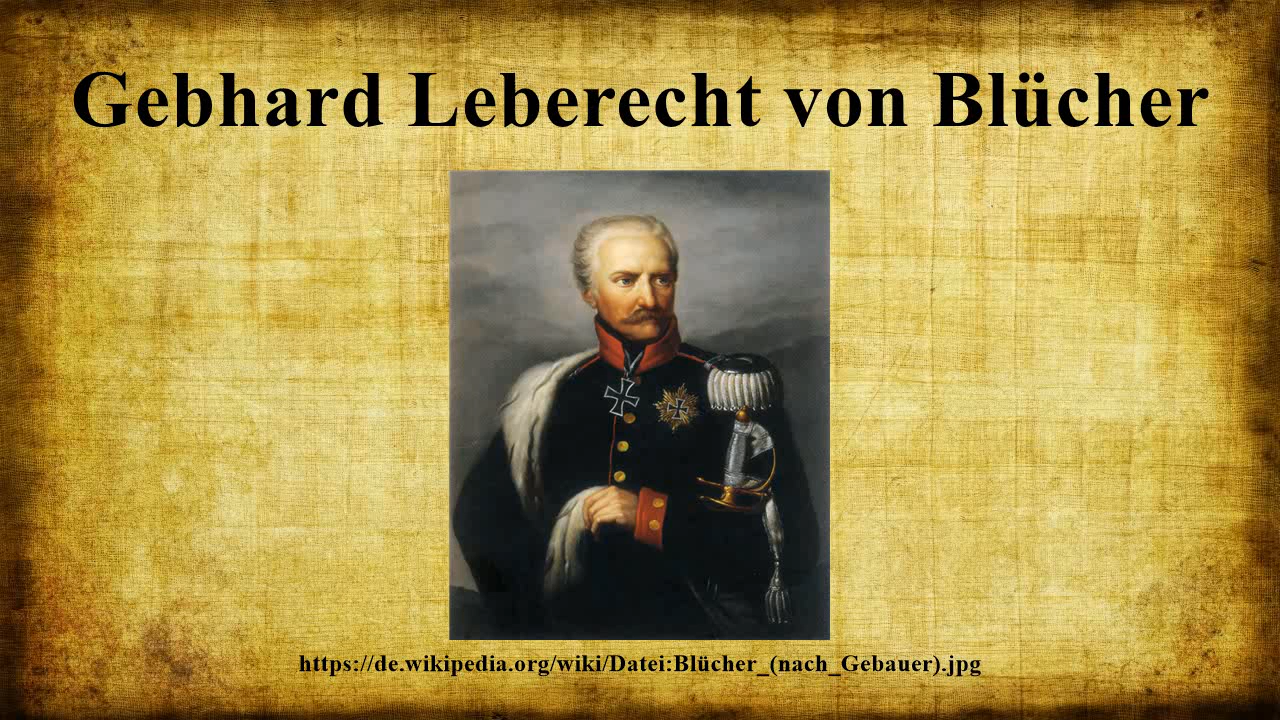 Gebhard Leberecht von Blücher
https://de.wikipedia.org/wiki/Datei:Blücher_(nach_Gebauer).jpg